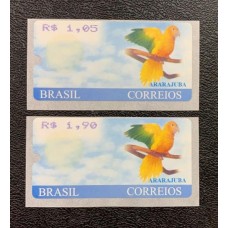 R$ 1,05
ARARAJUBA
BRASIL CORREIOS
R$ 1,90
ARARAJUBA
BRASIL CORREIOS